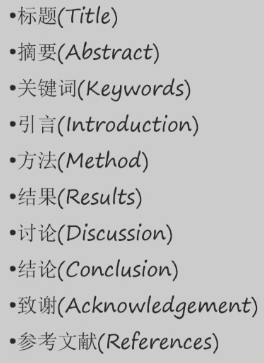 •标题(Title)
•摘要(Abstract)
•关键词(Keywords)
•引言(Introduction)
•方法(Method)
•结果(Results)
•讨论(Discussion)
•结论(Conclusion)
•致谢(Acknowledgement)
•参考文献(References)